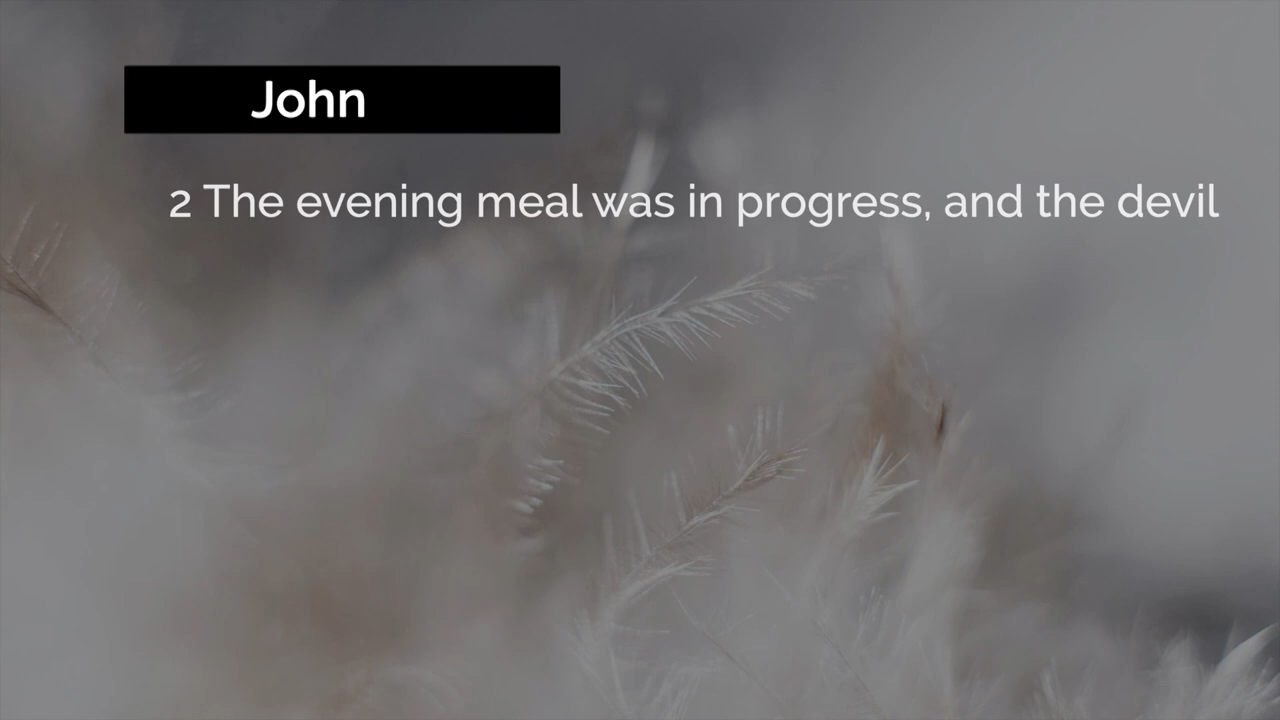 John
2 The evening meal was in progress, and the devil